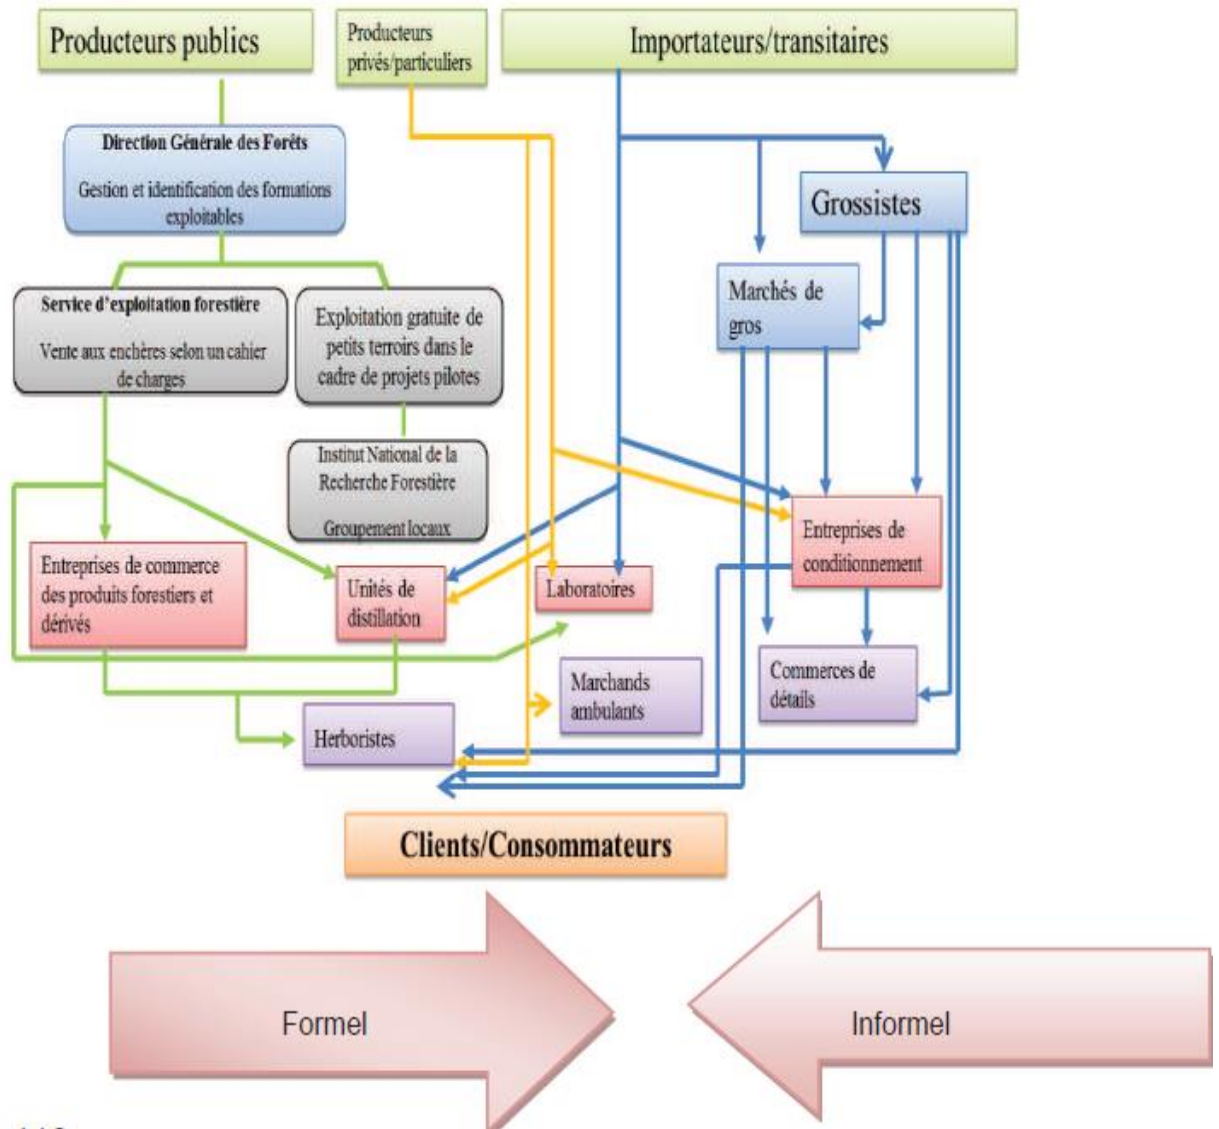 Producteurs publics
Producteurs
privés/particuliers
Importateurs/transitaires
Direction Générale des Forêts
Gestion et identification des formations
exploitables
Grossistes
Marchés de
gros
Service d’exploitation forestière
Vente aux enchères selon un cahier
de charges
Exploitation gratuite de
petits terroirs dans le
cadre de projets pilotes
Institut National de la
Recherche Forestière
Groupement locaux
Entreprises de
conditionnement
Entreprises de commerce
des produits forestiers et
dérivés
Unités de
distillation
Laboratoires
Marchands
ambulants
Commerces de
détails
Herboristes
Clients/Consommateurs
Formel
Informel